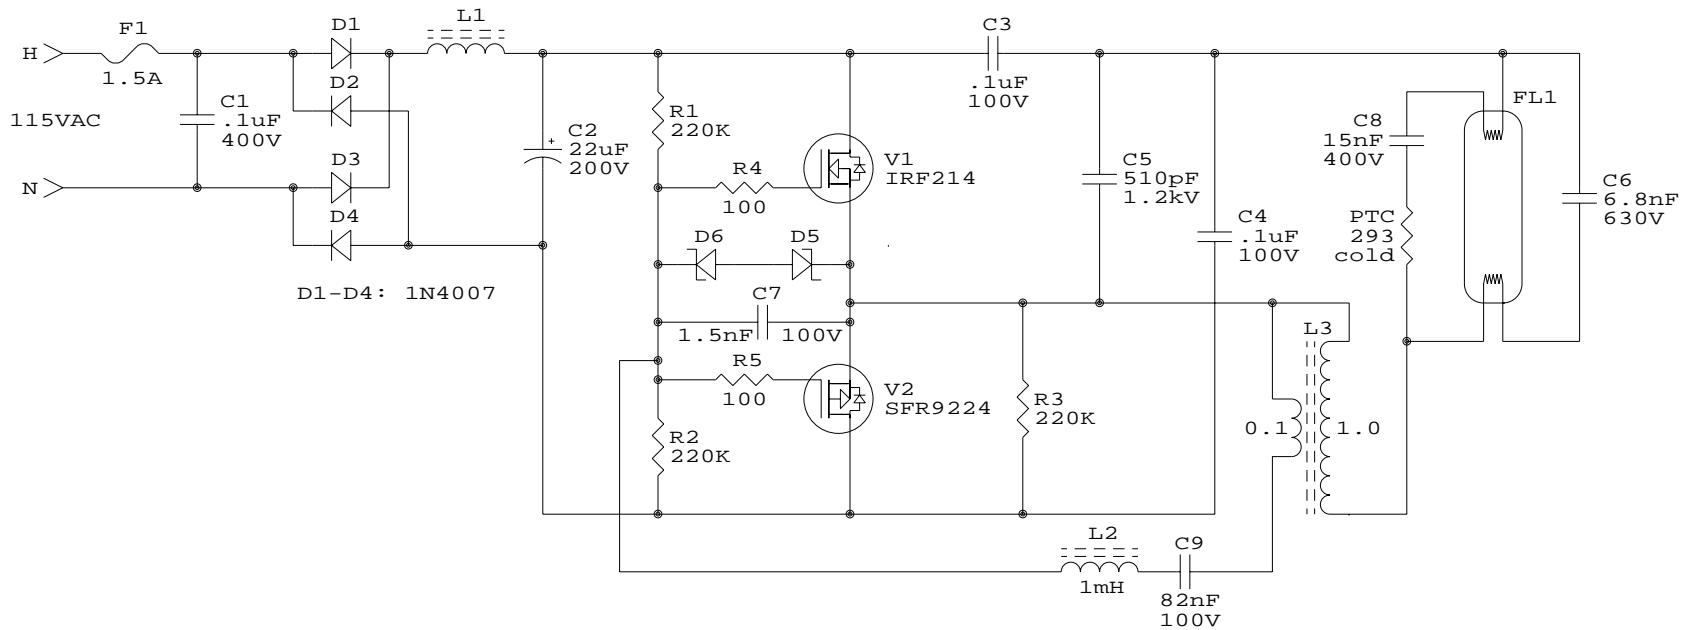 H
F1
1.5A
115VAC
N
C1
.1uF
400V
D1
D2
D3
D4
D1-D4: 1N4007
L1
C2
+
22uF
200V
R1
220K
R4
100
V1
IRF214
D6
D5
C7
1.5nF
100V
R5
100
V2
SFR9224
R2
220K
C3
.1uF
100V
C5
510pF
1.2kV
C4
.1uF
100V
R3
220K
L3
0.1
1.0
L2
1mH
C9
82nF
100V
C8
15nF
400V
PTC
293
cold
FL1
C6
6.8nF
630V